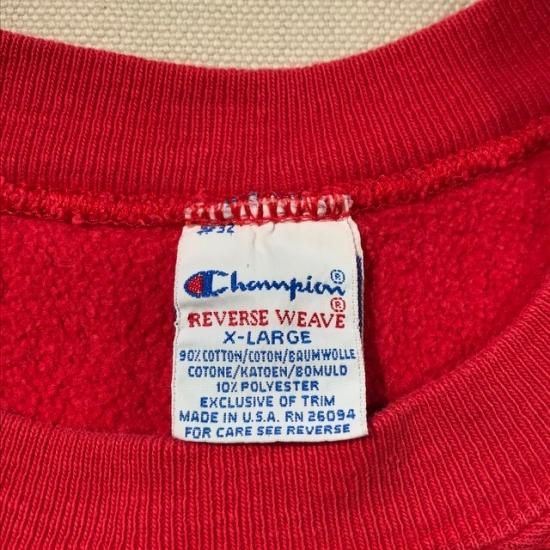 #32
Champion®
®
REVERSE WEAVE
X-LARGE
90% COTTON/COTON/BAUMWOLLE
COTONE/KATOEN/BOMULD
10% POLYESTER
EXCLUSIVE OF TRIM
MADE IN U.S.A. RN 26094
FOR CARE SEE REVERSE